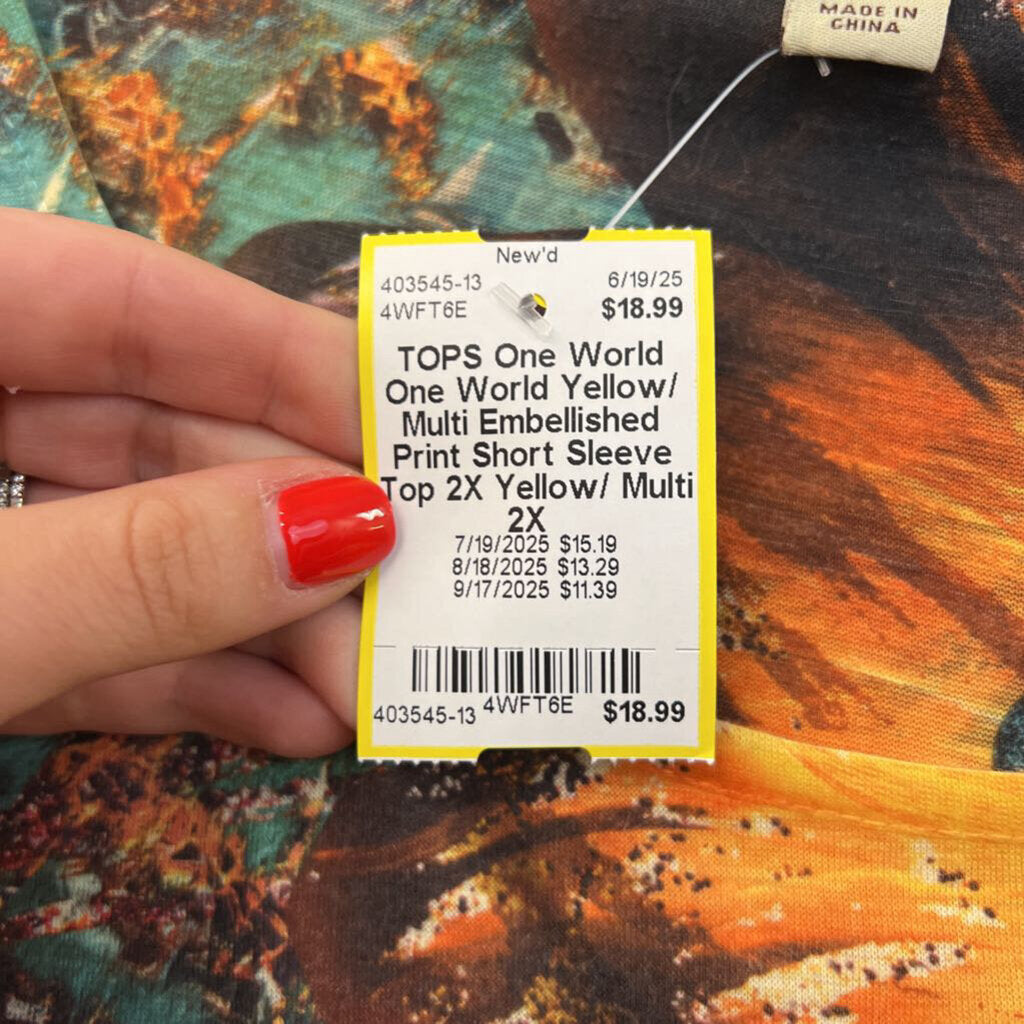 MADE IN
CHINA
New'd
403545-13 6/19/25
4WFT6E $18.99
TOPS One World
One World Yellow/
Multi Embellished
Print Short Sleeve
Top 2X Yellow/ Multi
2X
7/19/2025 $15.19
8/18/2025 $13.29
9/17/2025 $11.39
403545-13 4WFT6E $18.99